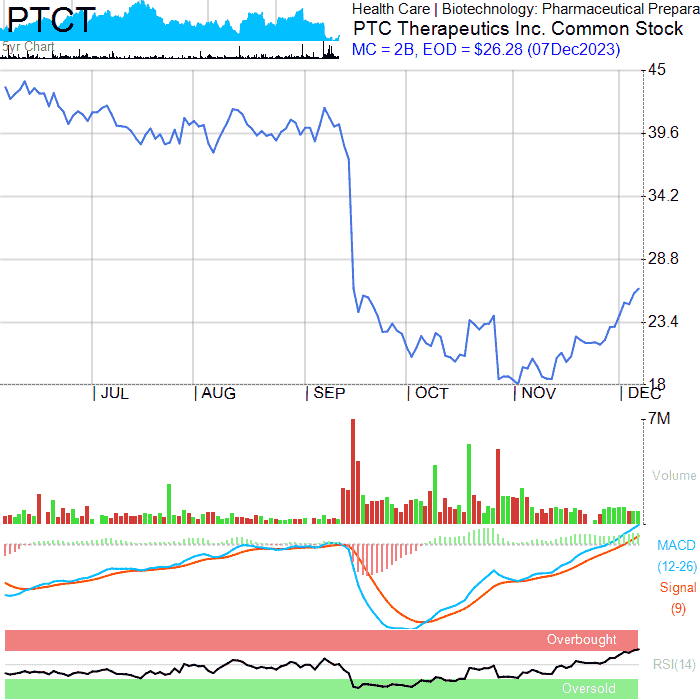 PTCT
5yr Chart
Health Care | Biotechnology: Pharmaceutical Prepara
PTC Therapeutics Inc. Common Stock
MC = 2B, EOD = $26.28 (07Dec2023)
45
39.6
34.2
28.8
23.4
18
JUL AUG SEP OCT NOV DEC
7M
Volume
MACD
(12-26)
Signal
(9)
Overbought
RSI(14)
Oversold